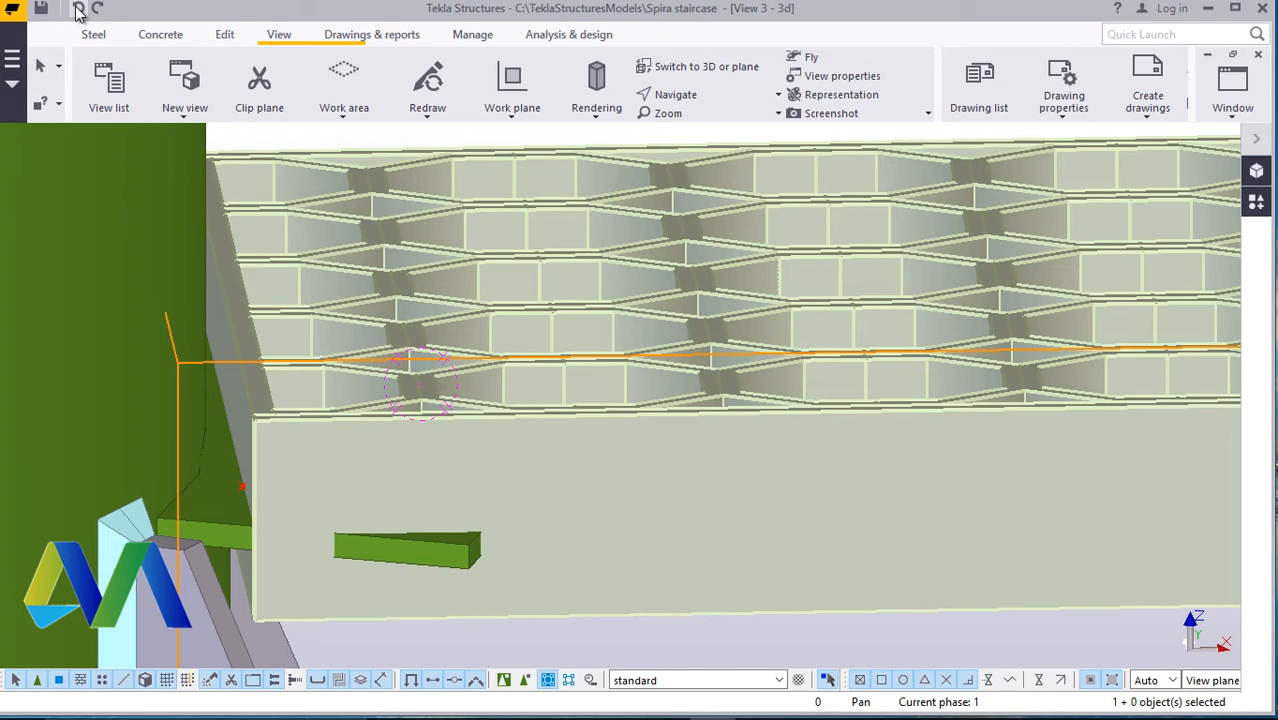 Tekla Structures - C:\TeklaStructuresModels\Spira staircase - [View 3 - 3d]
? Log in
Steel Concrete Edit View Drawings & reports Manage Analysis & design Quick Launch
Fly
Switch to 3D or plane View properties
Navigate Representation
Zoom Screenshot
View list New view Clip plane Work area Redraw Work plane Rendering Drawing list Drawing properties Create drawings Window
Z
Y
X
standard Auto View plane
0 Pan Current phase: 1 1 + 0 object(s) selected